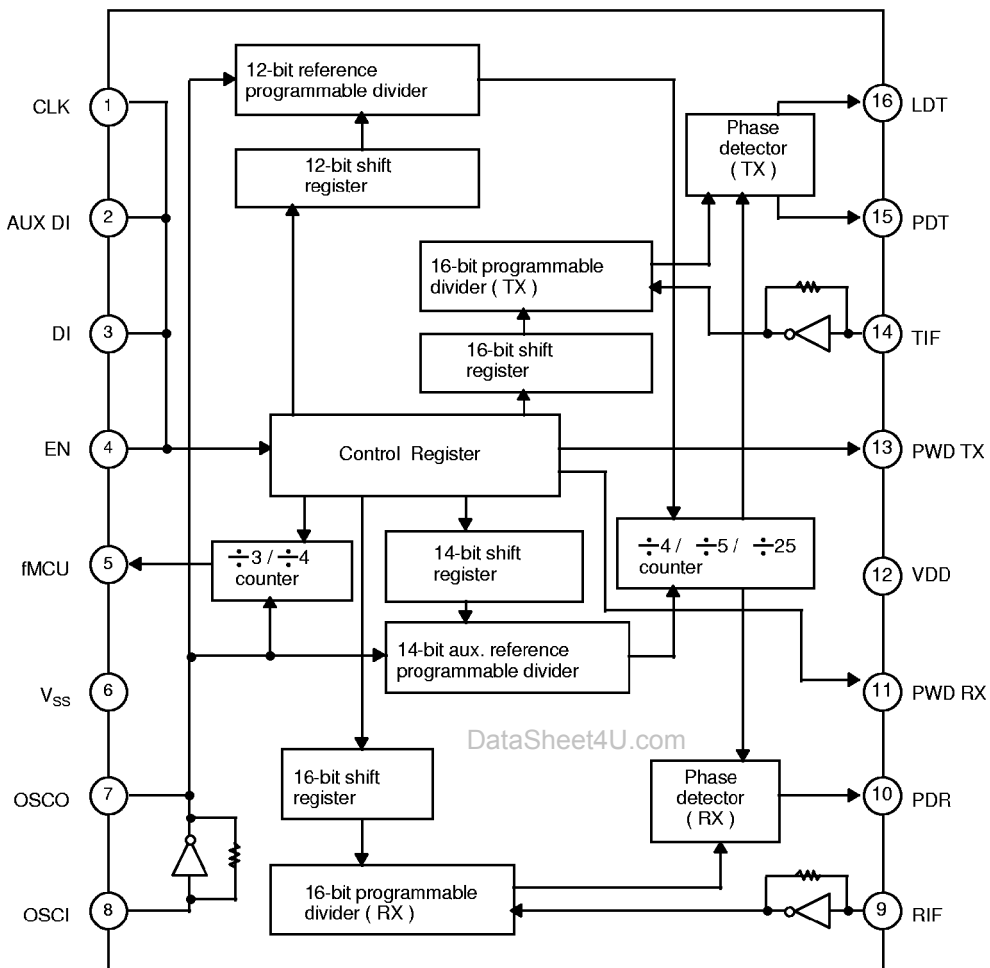 12-bit reference
programmable divider
CLK
1
16
LDT
Phase
detector
( TX )
12-bit shift
register
AUX DI
2
15
PDT
16-bit programmable
divider ( TX )
DI
3
14
TIF
16-bit shift
register
EN
4
Control Register
13
PWD TX
fMCU
5
÷3 / ÷4
counter
14-bit shift
register
÷4 / ÷5 / ÷25
counter
12
VDD
14-bit aux. reference
programmable divider
VSS
6
11
PWD RX
DataSheet4U.com
OSCO
7
16-bit shift
register
Phase
detector
( RX )
10
PDR
OSCI
8
16-bit programmable
divider ( RX )
9
RIF